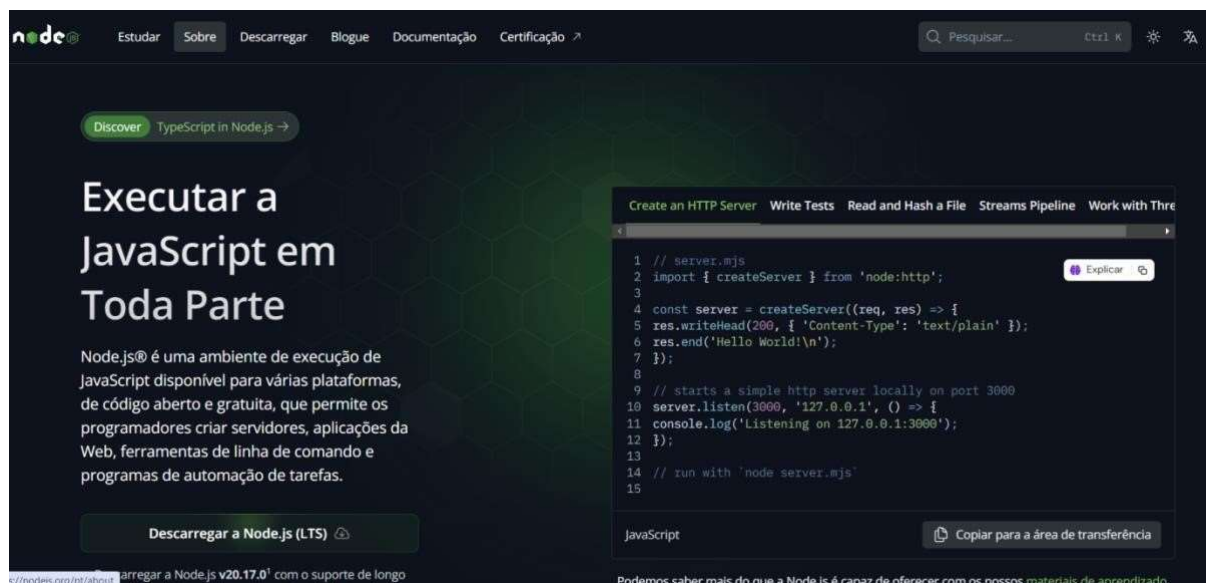 node
Estudar Sobre Descarregar Blogue Documentação Certificação ↗
Pesquisar... Ctrl K
Discover TypeScript in Node.js →
Executar a
JavaScript em
Toda Parte
Node.js® é uma ambiente de execução de
JavaScript disponível para várias plataformas,
de código aberto e gratuita, que permite os
programadores criar servidores, aplicações da
Web, ferramentas de linha de comando e
programas de automação de tarefas.
Descarregar a Node.js (LTS)
arregar a Node.js v20.17.0¹ com o suporte de longo
s://nodejs.org/pt/about
Create an HTTP Server Write Tests Read and Hash a File Streams Pipeline Work with Thre
Explicar
1 // server.mjs
2 import { createServer } from 'node:http';
3
4 const server = createServer((req, res) => {
5 res.writeHead(200, { 'Content-Type': 'text/plain' });
6 res.end('Hello World!\n');
7 });
8
9 // starts a simple http server locally on port 3000
10 server.listen(3000, '127.0.0.1', () => {
11 console.log('Listening on 127.0.0.1:3000');
12 });
13
14 // run with `node server.mjs`
15
JavaScript Copiar para a área de transferência
Podemos saber mais do que a Node.js é capaz de oferecer com os nossos materiais de aprendizado